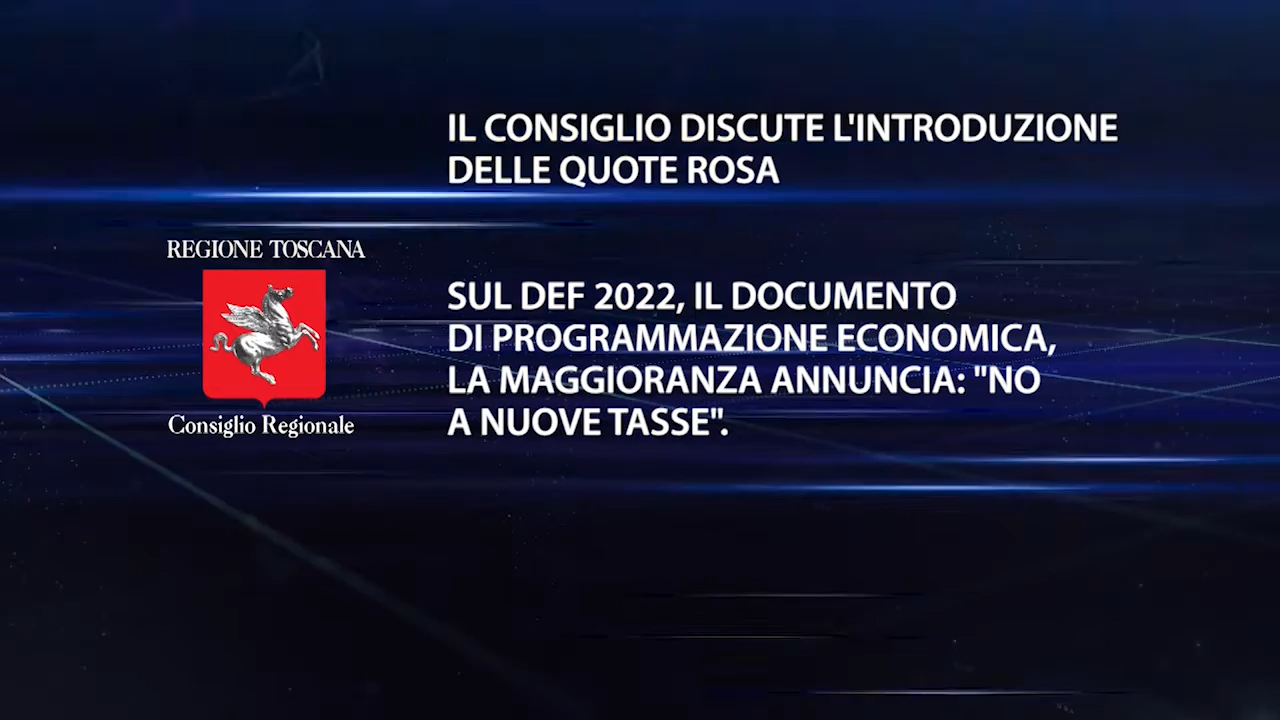 IL CONSIGLIO DISCUTE L'INTRODUZIONE
DELLE QUOTE ROSA
REGIONE TOSCANA
Consiglio Regionale
SUL DEF 2022, IL DOCUMENTO
DI PROGRAMMAZIONE ECONOMICA,
LA MAGGIORANZA ANNUNCIA: "NO
A NUOVE TASSE".